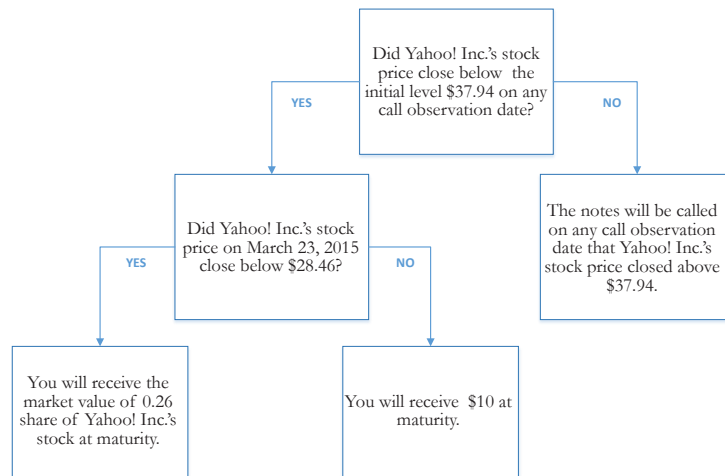 Did Yahoo! Inc.'s stock
price close below the
initial level $37.94 on any
call observation date?
YES
NO
Did Yahoo! Inc.'s stock
price on March 23, 2015
close below $28.46?
The notes will be called
on any call observation
date that Yahoo! Inc.'s
stock price closed above
$37.94.
YES
NO
You will receive the
market value of 0.26
share of Yahoo! Inc.'s
stock at maturity.
You will receive $10 at
maturity.